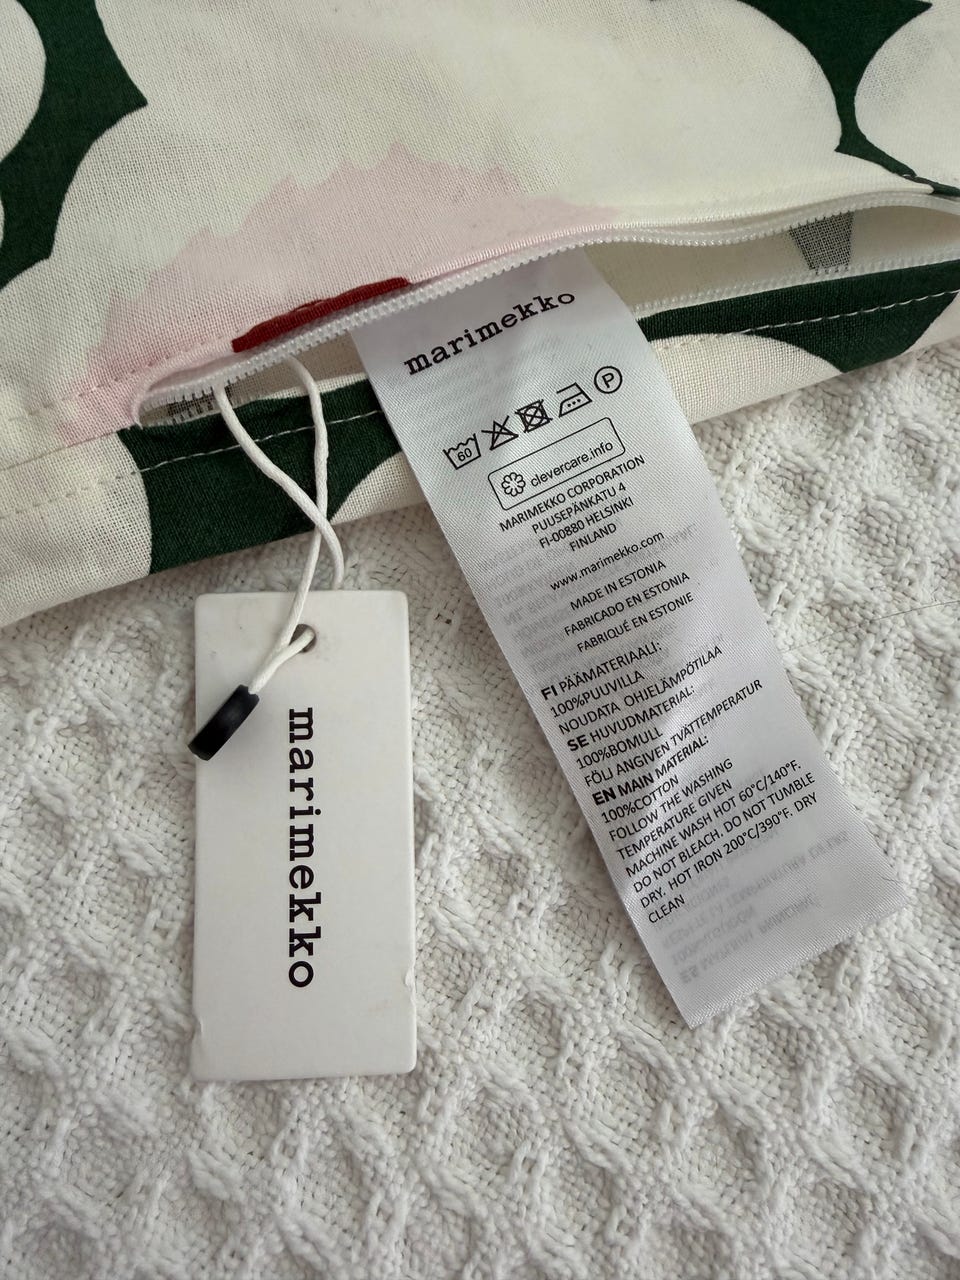 marimekko
60
P
clevercare.info
MARIMEKKO CORPORATION
PUUSEPÄNKATU 4
FI-00880 HELSINKI
FINLAND
www.marimekko.com
MADE IN ESTONIA
FABRICADO EN ESTONIA
FABRIQUÉ EN ESTONIE
FI PÄÄMATERIAALI:
100%PUUVILLA
NOUDATA OHJELÄMPÖTILAA
SE HUVUDMATERIAL:
100%BOMULL
FÖLJ ANGIVEN TVÄTTEMPERATUR
EN MAIN MATERIAL:
100%COTTON
FOLLOW THE WASHING
TEMPERATURE GIVEN
MACHINE WASH HOT 60°C/140°F.
DO NOT BLEACH. DO NOT TUMBLE
DRY. HOT IRON 200°C/390°F. DRY
CLEAN
marimekko